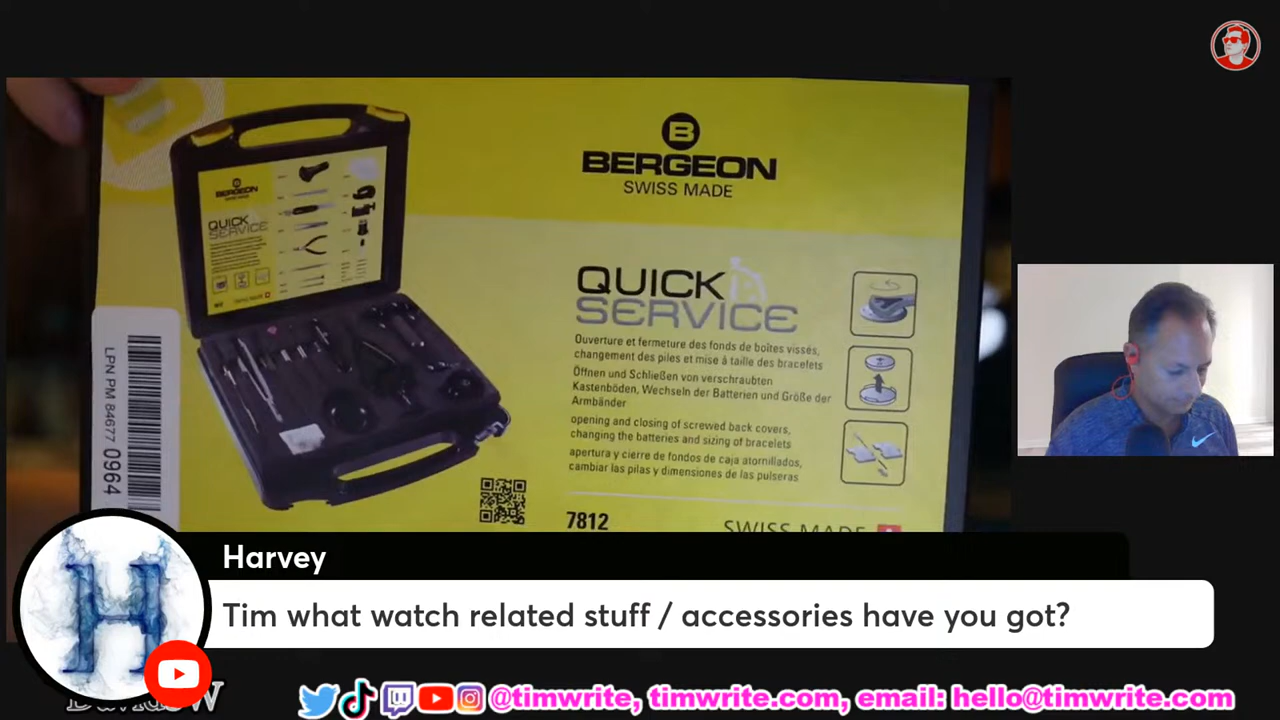 B
BERGEON
SWISS MADE
BERGEON
QUICK
SERVICE
QUICK
SERVICE
Ouverture et fermeture des fonds de boîtes vissés,
changement des piles et mise à taille des bracelets
Öffnen und Schließen von verschraubten
Kastenböden, Wechseln der Batterien und Größe der
Armbänder
opening and closing of screwed back covers,
changing the batteries and sizing of bracelets
apertura y cierre de fondos de caja atornillados,
cambiar las pilas y dimensiones de las pulseras
LPN PM 84677 0964
7812
SWISS MADE
Harvey
Tim what watch related stuff / accessories have you got?
H
@timwrite, timwrite.com, email: hello@timwrite.com